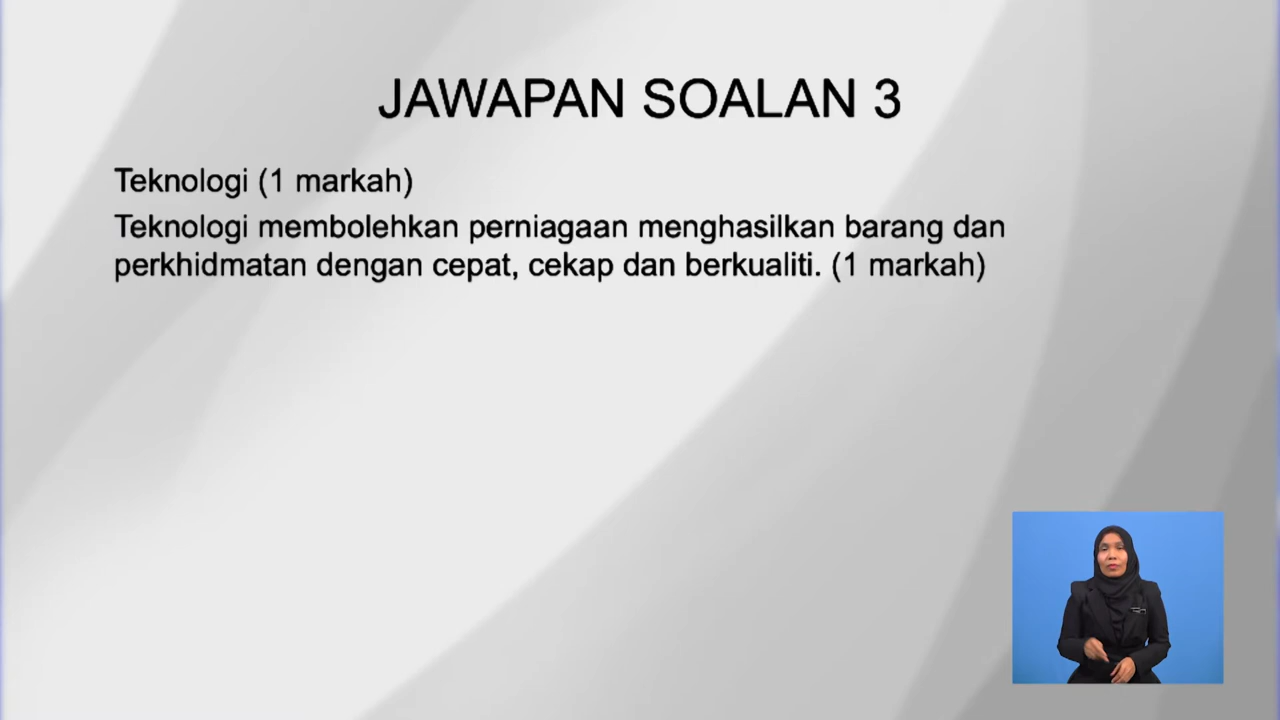 JAWAPAN SOALAN 3
Teknologi (1 markah)
Teknologi membolehkan perniagaan menghasilkan barang dan
perkhidmatan dengan cepat, cekap dan berkualiti. (1 markah)